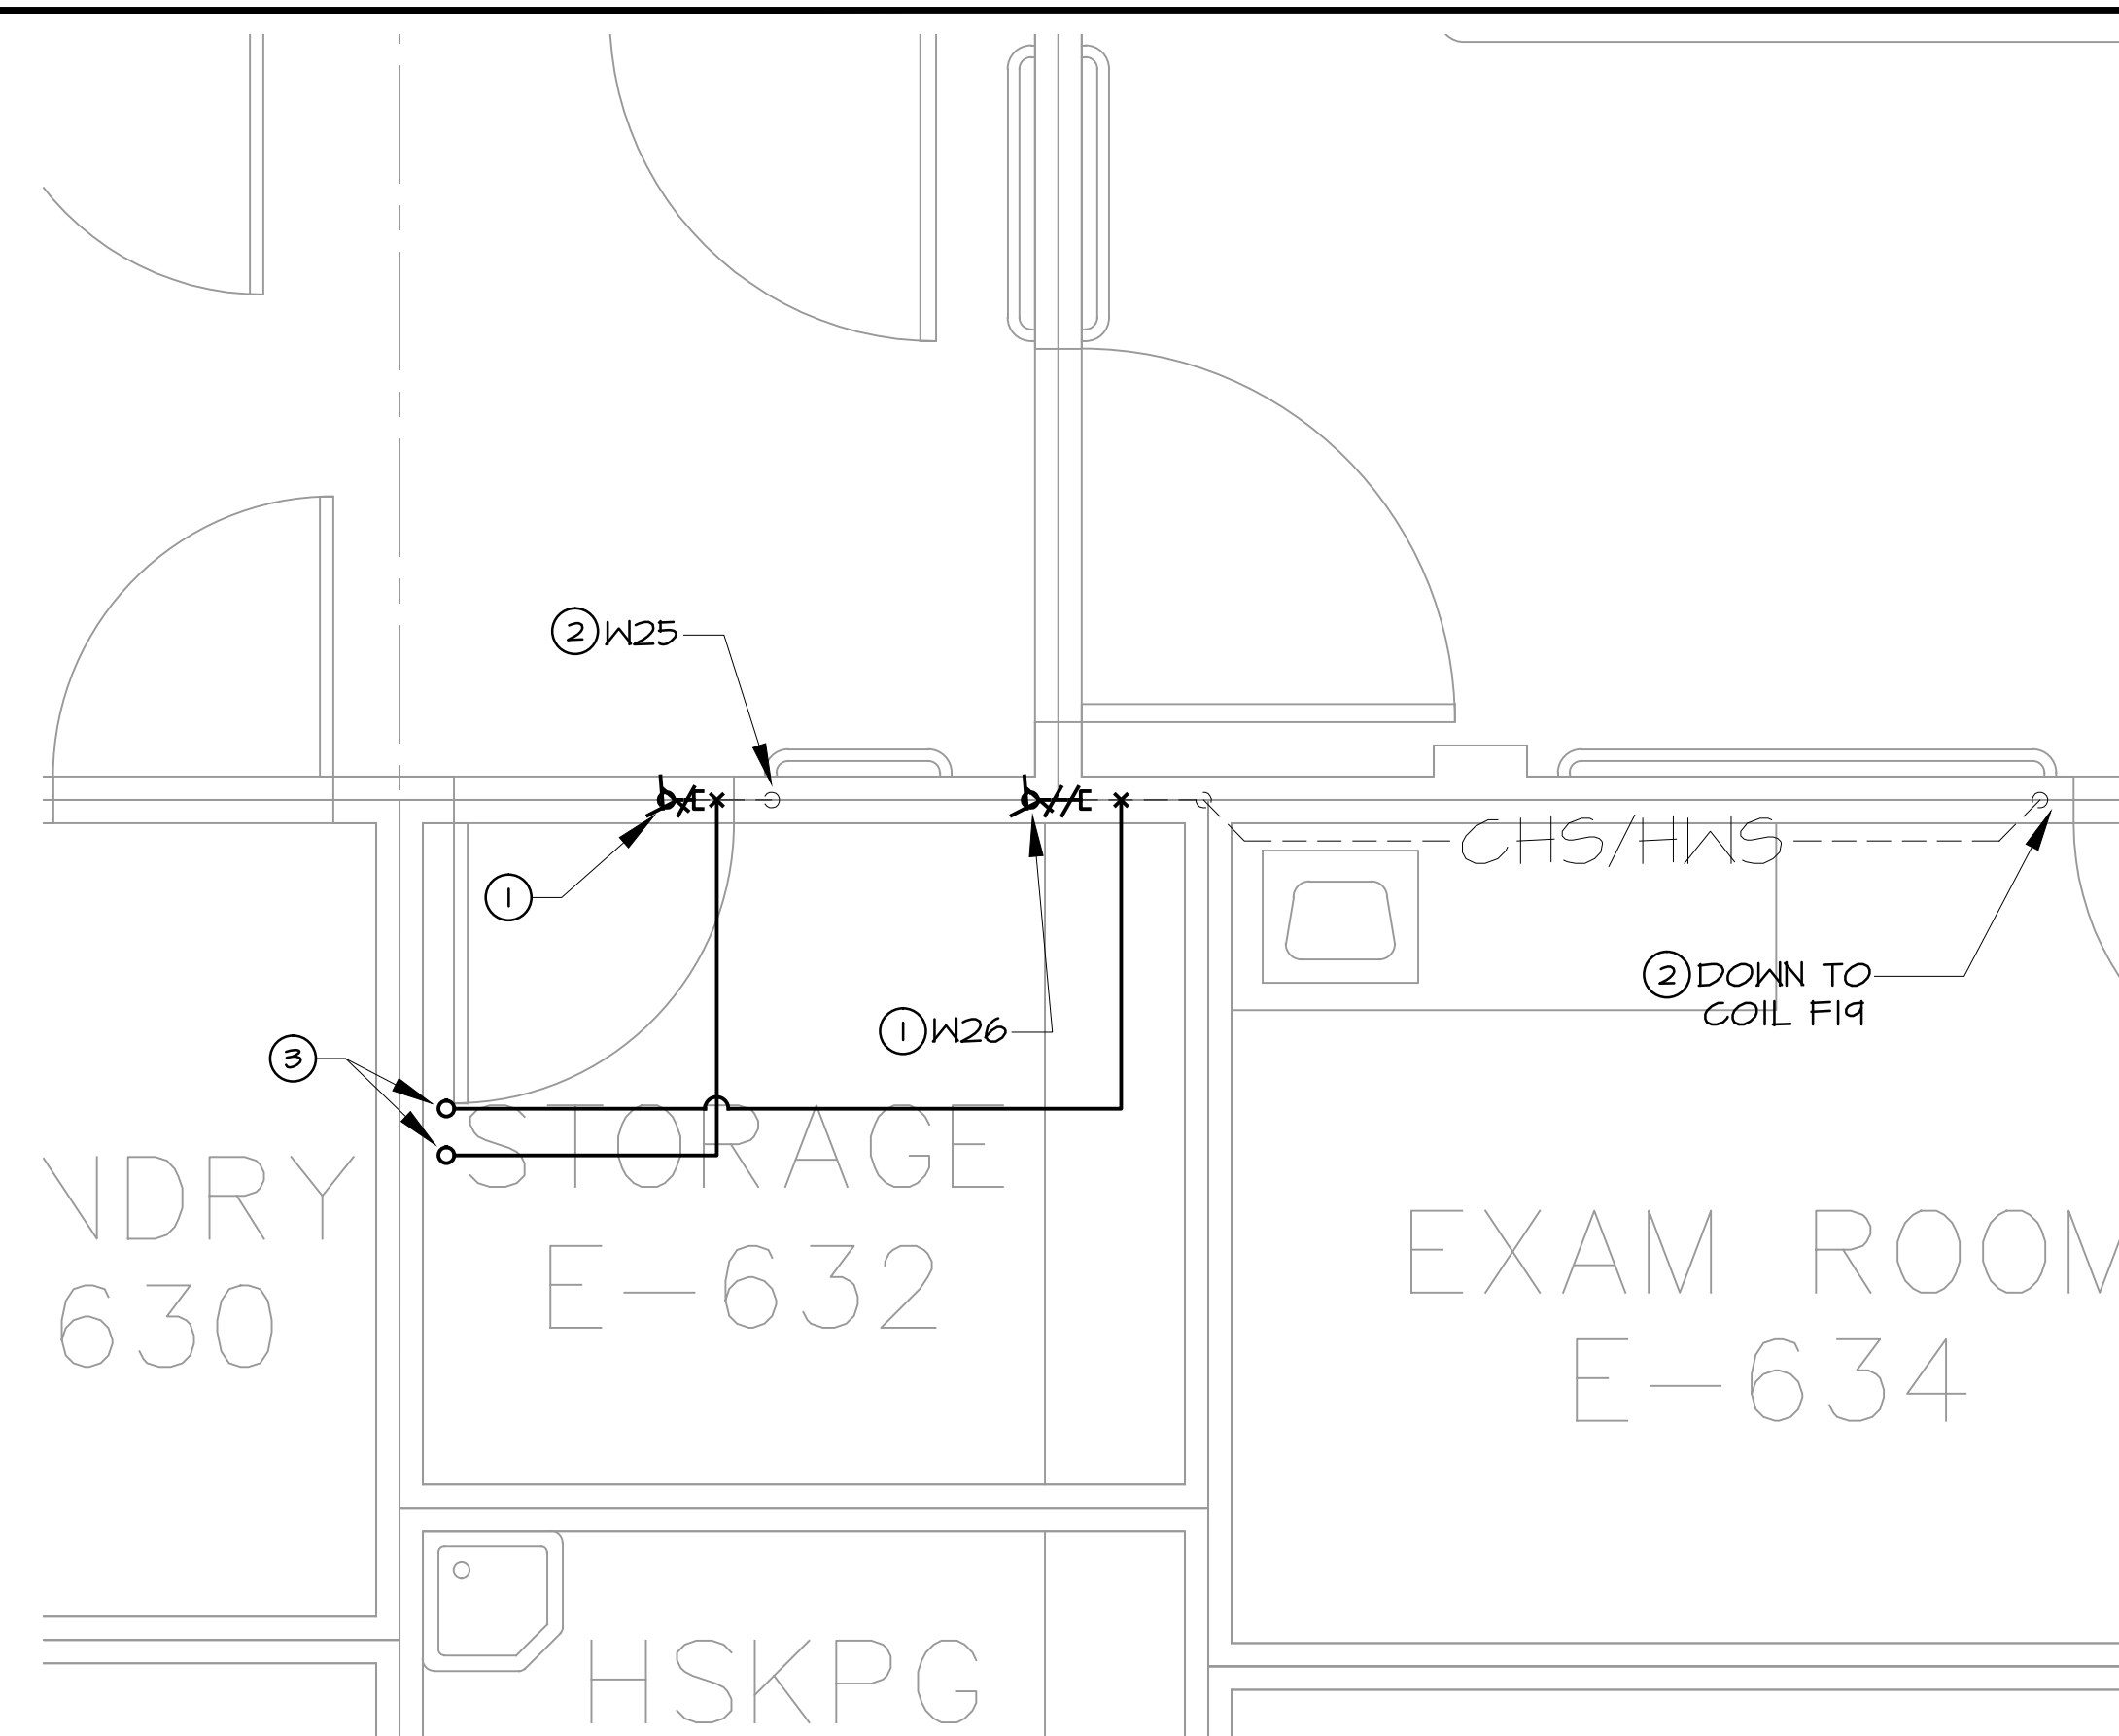 ② W25
CHS/HWS
①
② DOWN TO
COIL F19
① W26
③
STORAGE
E-632
NDRY
630
EXAM ROOM
E-634
HSKPG